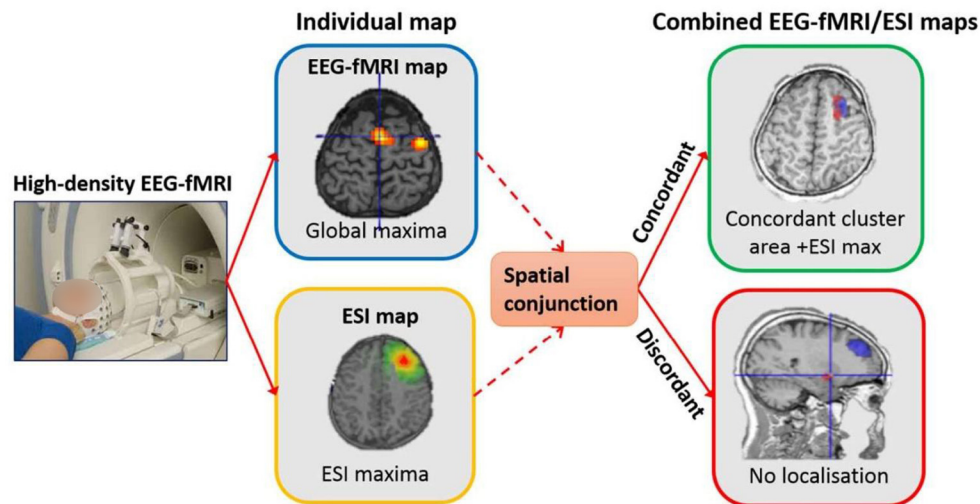 Individual map
Combined EEG-fMRI/ESI maps
High-density EEG-fMRI
EEG-fMRI map
Global maxima
ESI map
ESI maxima
Spatial
conjunction
Concordant
Discordant
Concordant cluster
area +ESI max
No localisation